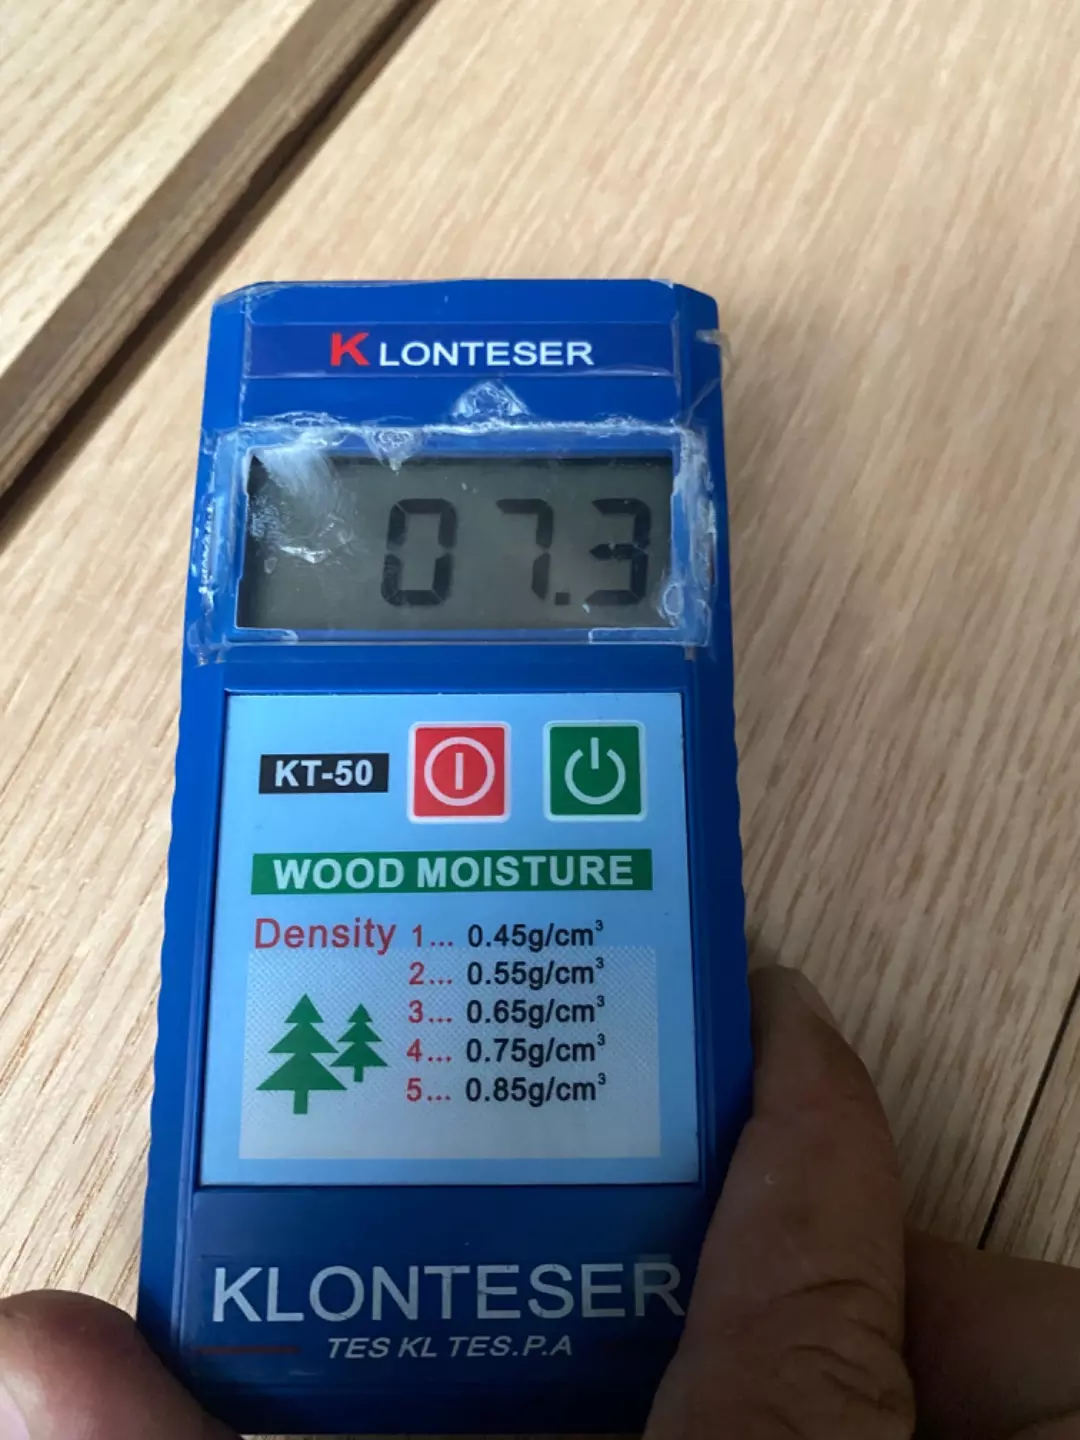 KLONTESER
07.3
KT-50
WOOD MOISTURE
Density 1... 0.45g/cm³
2... 0.55g/cm³
3... 0.65g/cm³
4... 0.75g/cm³
5... 0.85g/cm³
KLONTESER
TES KL TES.P.A